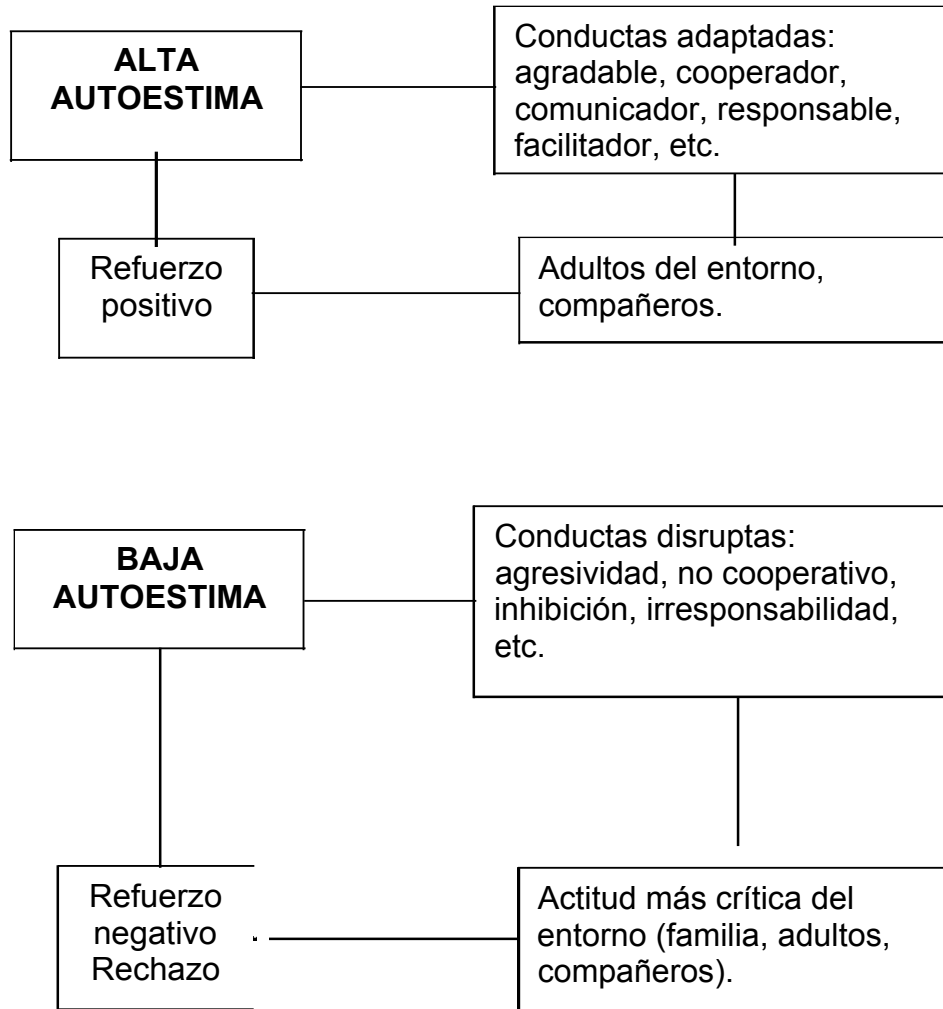 ALTA
AUTOESTIMA
Conductas adaptadas:
agradable, cooperador,
comunicador, responsable,
facilitador, etc.
Refuerzo
positivo
Adultos del entorno,
compañeros.
BAJA
AUTOESTIMA
Conductas disruptas:
agresividad, no cooperativo,
inhibición, irresponsabilidad,
etc.
Refuerzo
negativo
Rechazo
Actitud más crítica del
entorno (familia, adultos,
compañeros).